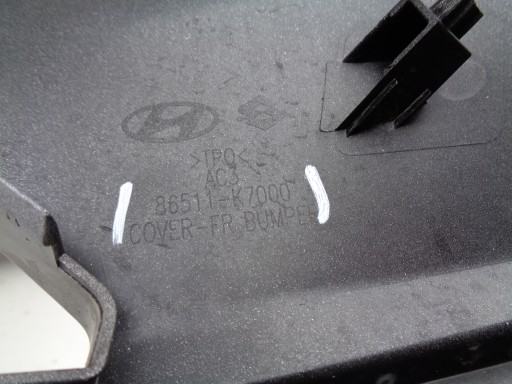 >TPO<
AC3
86511-K7000
COVER-FR BUMPER